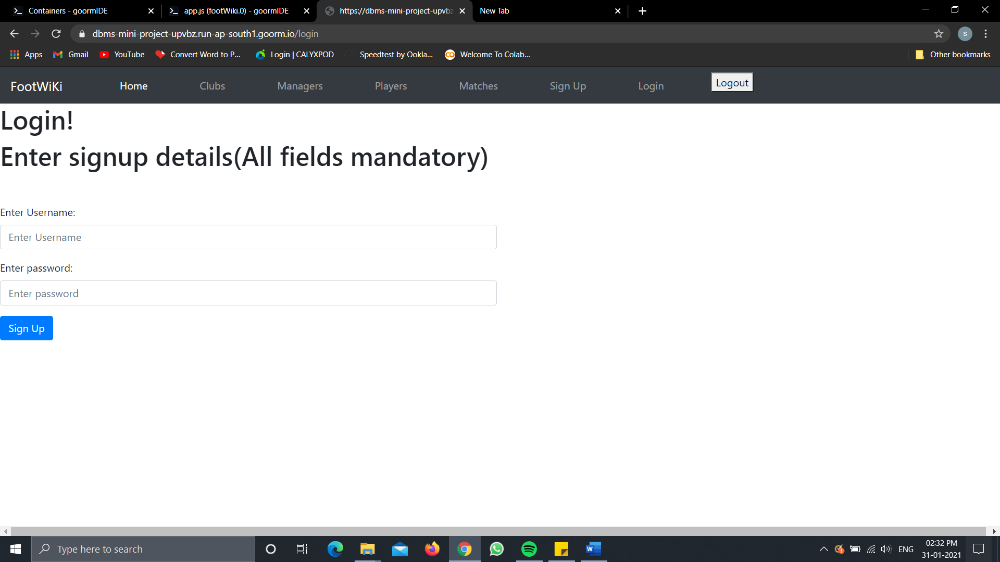 Containers - goormIDE
app.js (footWiki.0) - goormIDE
https://dbms-mini-project-upvbz
New Tab
dbms-mini-project-upvbz.run-ap-south1.goorm.io/login
s
Apps
Gmail
YouTube
Convert Word to P...
Login | CALYXPOD
Speedtest by Ookla...
Welcome To Colab...
Other bookmarks
FootWiKi
Home
Clubs
Managers
Players
Matches
Sign Up
Login
Logout
Login!
Enter signup details(All fields mandatory)
Enter Username:
Enter Username
Enter password:
Enter password
Sign Up
Type here to search
ENG
02:32 PM
31-01-2021